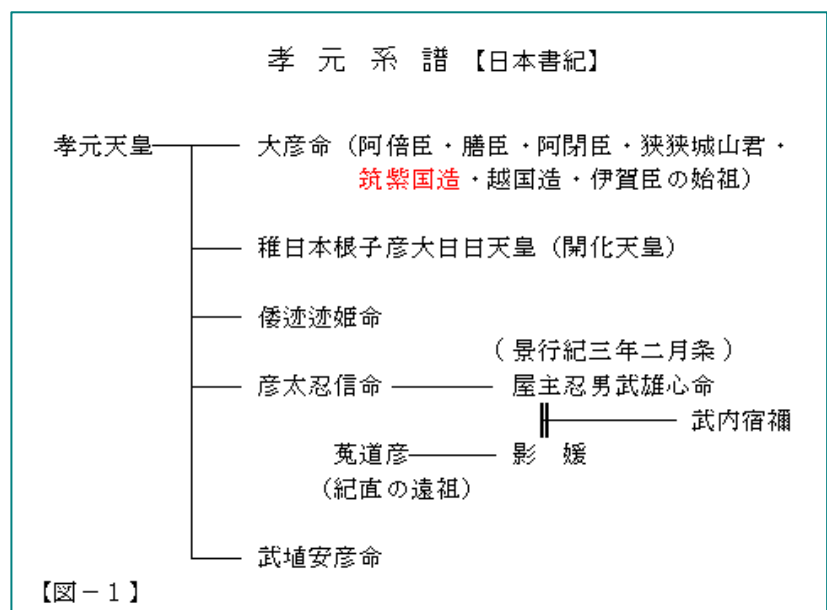 孝元系譜【日本書紀】
孝元天皇 大彦命(阿倍臣・膳臣・阿閉臣・狭狭城山君・
筑紫国造・越国造・伊賀臣の始祖)
稚日本根子彦大日日天皇(開化天皇)
倭迹迹姫命
(景行紀三年二月条)
彦太忍信命 屋主忍男武雄心命
武内宿禰
菟道彦 影媛
(紀直の遠祖)
武埴安彦命
【図-1】